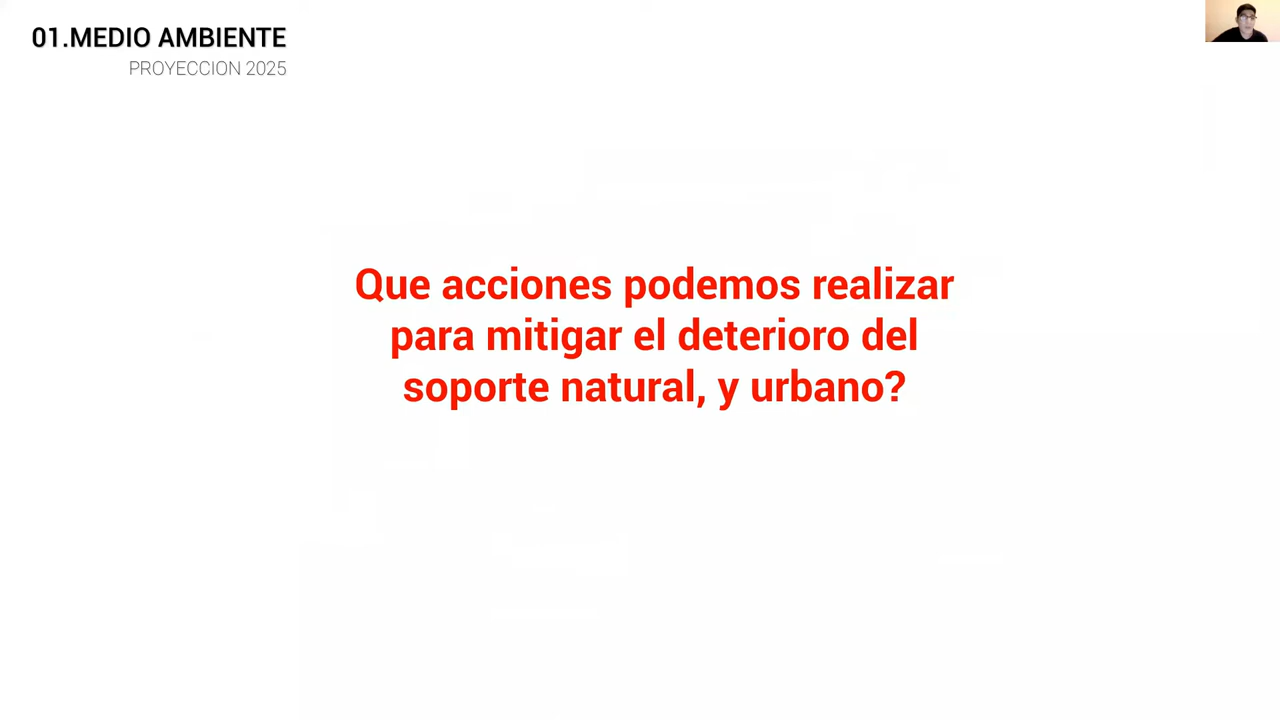 01.MEDIO AMBIENTE
PROYECCION 2025
Que acciones podemos realizar
para mitigar el deterioro del
soporte natural, y urbano?